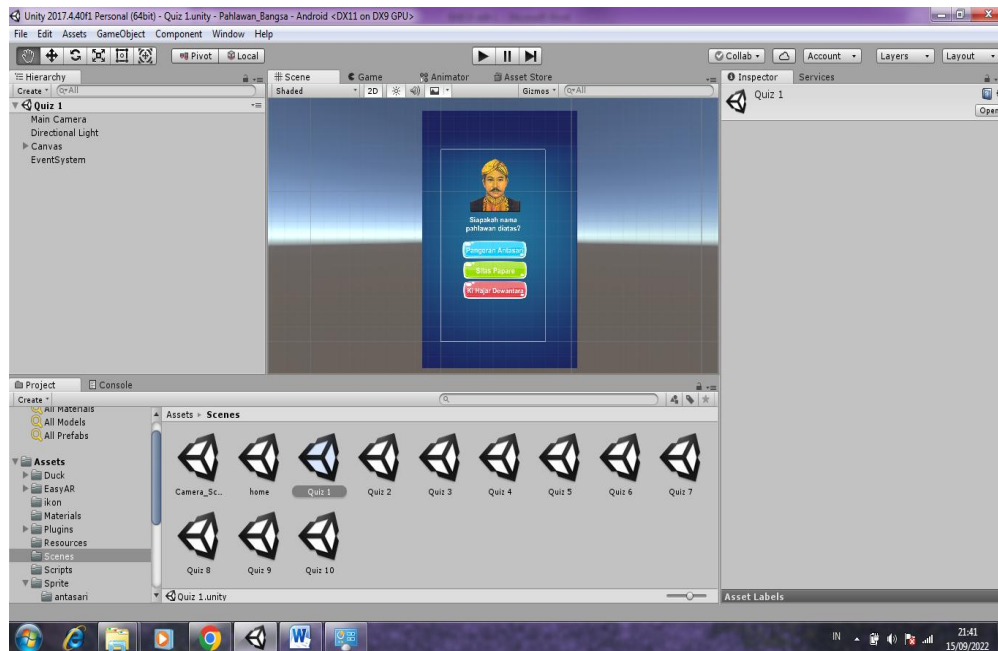 Unity 2017.4.40f1 Personal (64bit) - Quiz 1.unity - Pahlawan_Bangsa - Android <DX11 on DX9 GPU>
File Edit Assets GameObject Component Window Help
Pivot Local
Collab Account Layers Layout
Hierarchy
Create All
Quiz 1
Main Camera
Directional Light
Canvas
EventSystem
Scene Game Animator Asset Store
Shaded 2D Gizmos All
Siapakah nama
pahlawan diatas?
Pangeran Antasari
Silas Papare
Ki Hajar Dewantara
Inspector Services
Quiz 1
Open
Project Console
Create
All Materials
All Models
All Prefabs
Assets
Duck
EasyAR
ikon
Materials
Plugins
Resources
Scenes
Scripts
Sprite
antasari
Assets Scenes
Camera_Sc... home Quiz 1 Quiz 2 Quiz 3 Quiz 4 Quiz 5 Quiz 6 Quiz 7
Quiz 8 Quiz 9 Quiz 10
Quiz 1.unity
Asset Labels
IN
21:41
15/09/2022